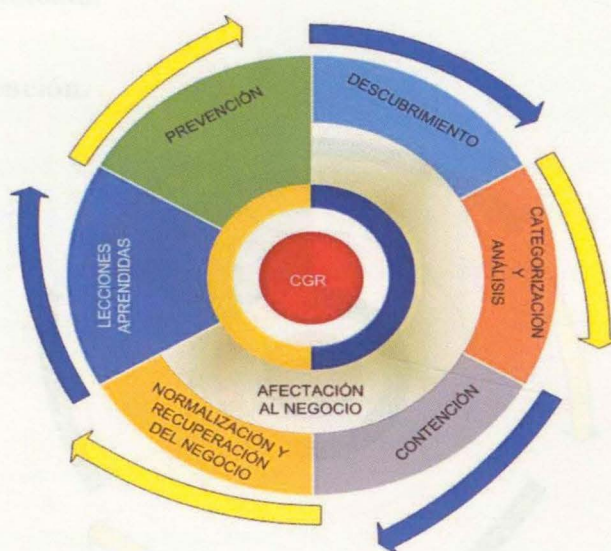 PREVENCIÓN
DESCUBRIMIENTO
CATEGORIZACIÓN
Y
ANÁLISIS
CONTENCIÓN
NORMALIZACIÓN Y
RECUPERACIÓN
DEL NEGOCIO
LECCIONES
APRENDIDAS
AFECTACIÓN
AL NEGOCIO
CGR